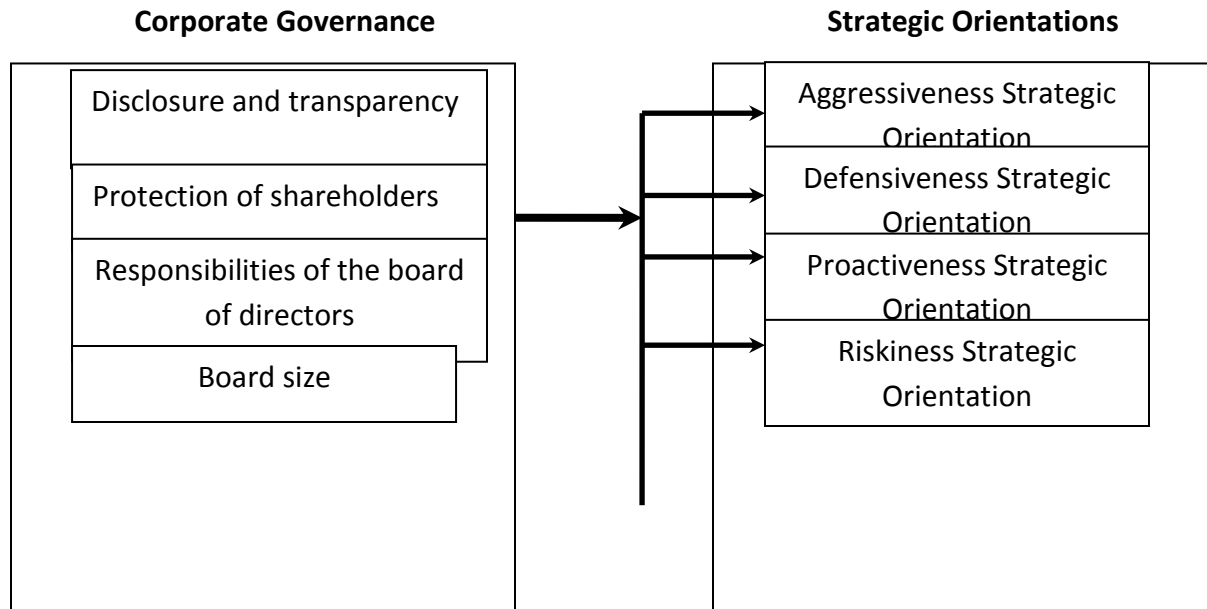 Corporate Governance
Strategic Orientations
Disclosure and transparency
Protection of shareholders
Responsibilities of the board
of directors
Board size
Aggressiveness Strategic
Orientation
Defensiveness Strategic
Orientation
Proactiveness Strategic
Orientation
Riskiness Strategic
Orientation